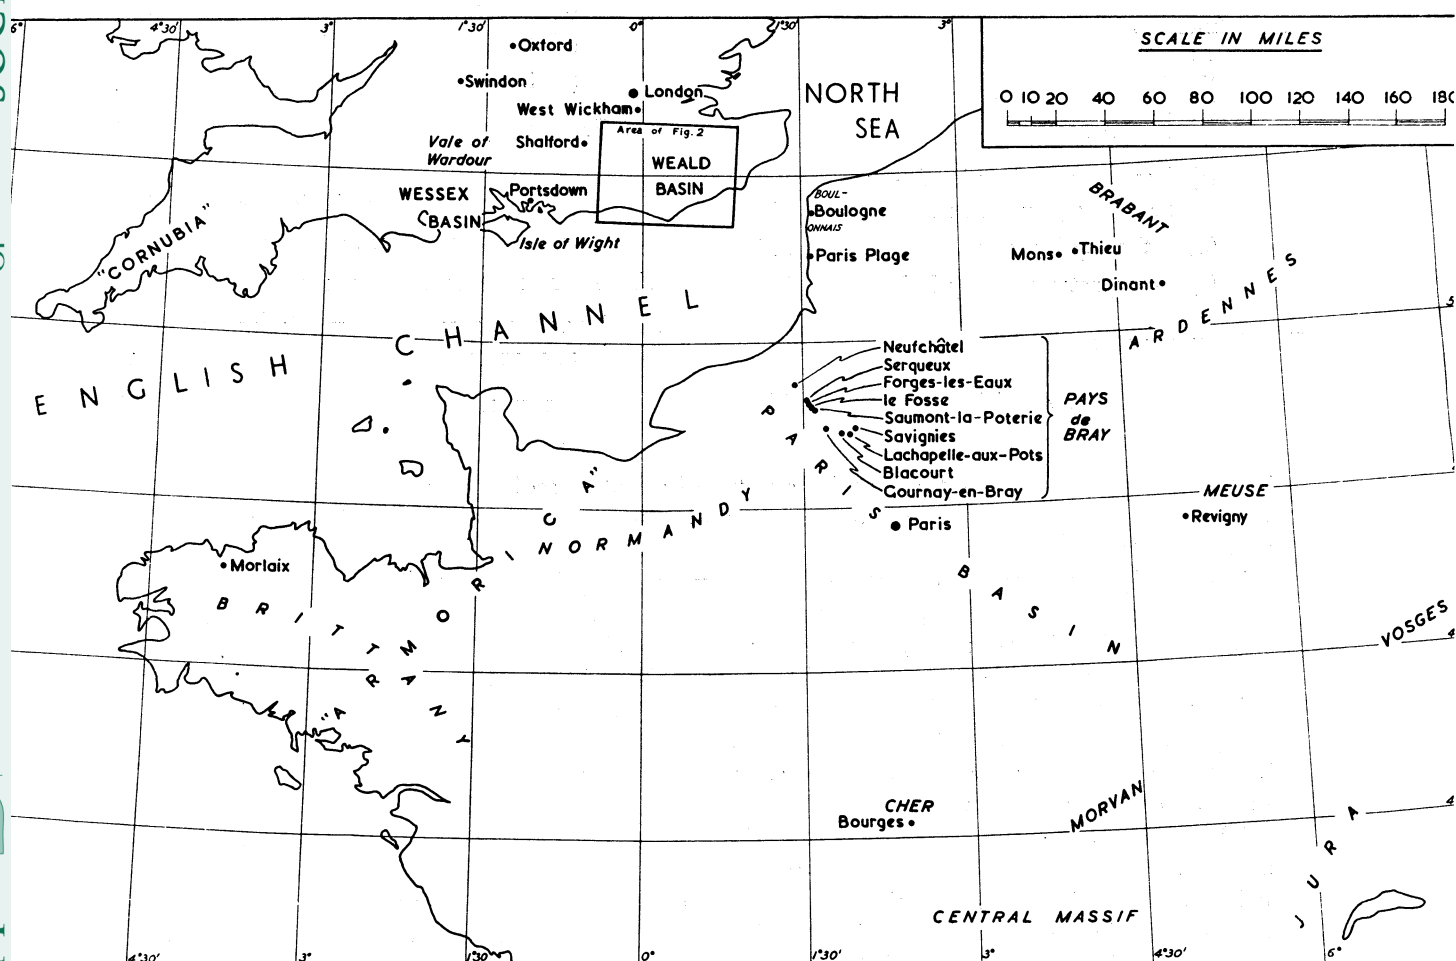 6°
4°30'
3°
1°30'
0°
1°30'
3°
SCALE IN MILES
0 10 20 40 60 80 100 120 140 160 180
Oxford
Swindon
London
West Wickham
NORTH
SEA
Area of Fig. 2
Vale of
Wardour
Shalford
WEALD
BASIN
WESSEX
BASIN
Portsdown
Isle of Wight
"CORNUBIA"
BOUL-
Boulogne
ONNAIS
Paris Plage
BRABANT
Mons
Thieu
Dinant
ARDENNES
ENGLISH CHANNEL
Neufchâtel
Serqueux
Forges-les-Eaux
le Fosse
Saumont-la-Poterie
Savignies
Lachapelle-aux-Pots
Blacourt
Gournay-en-Bray
PAYS
de
BRAY
PARIS BASIN
NORMANDY
"ARMORICA"
MEUSE
Revigny
Paris
Morlaix
BRITTANY
VOSGES
CHER
Bourges
MORVAN
JURA
CENTRAL MASSIF
4°30'
3°
1°30
0°
1°30'
3°
4°30'
6°